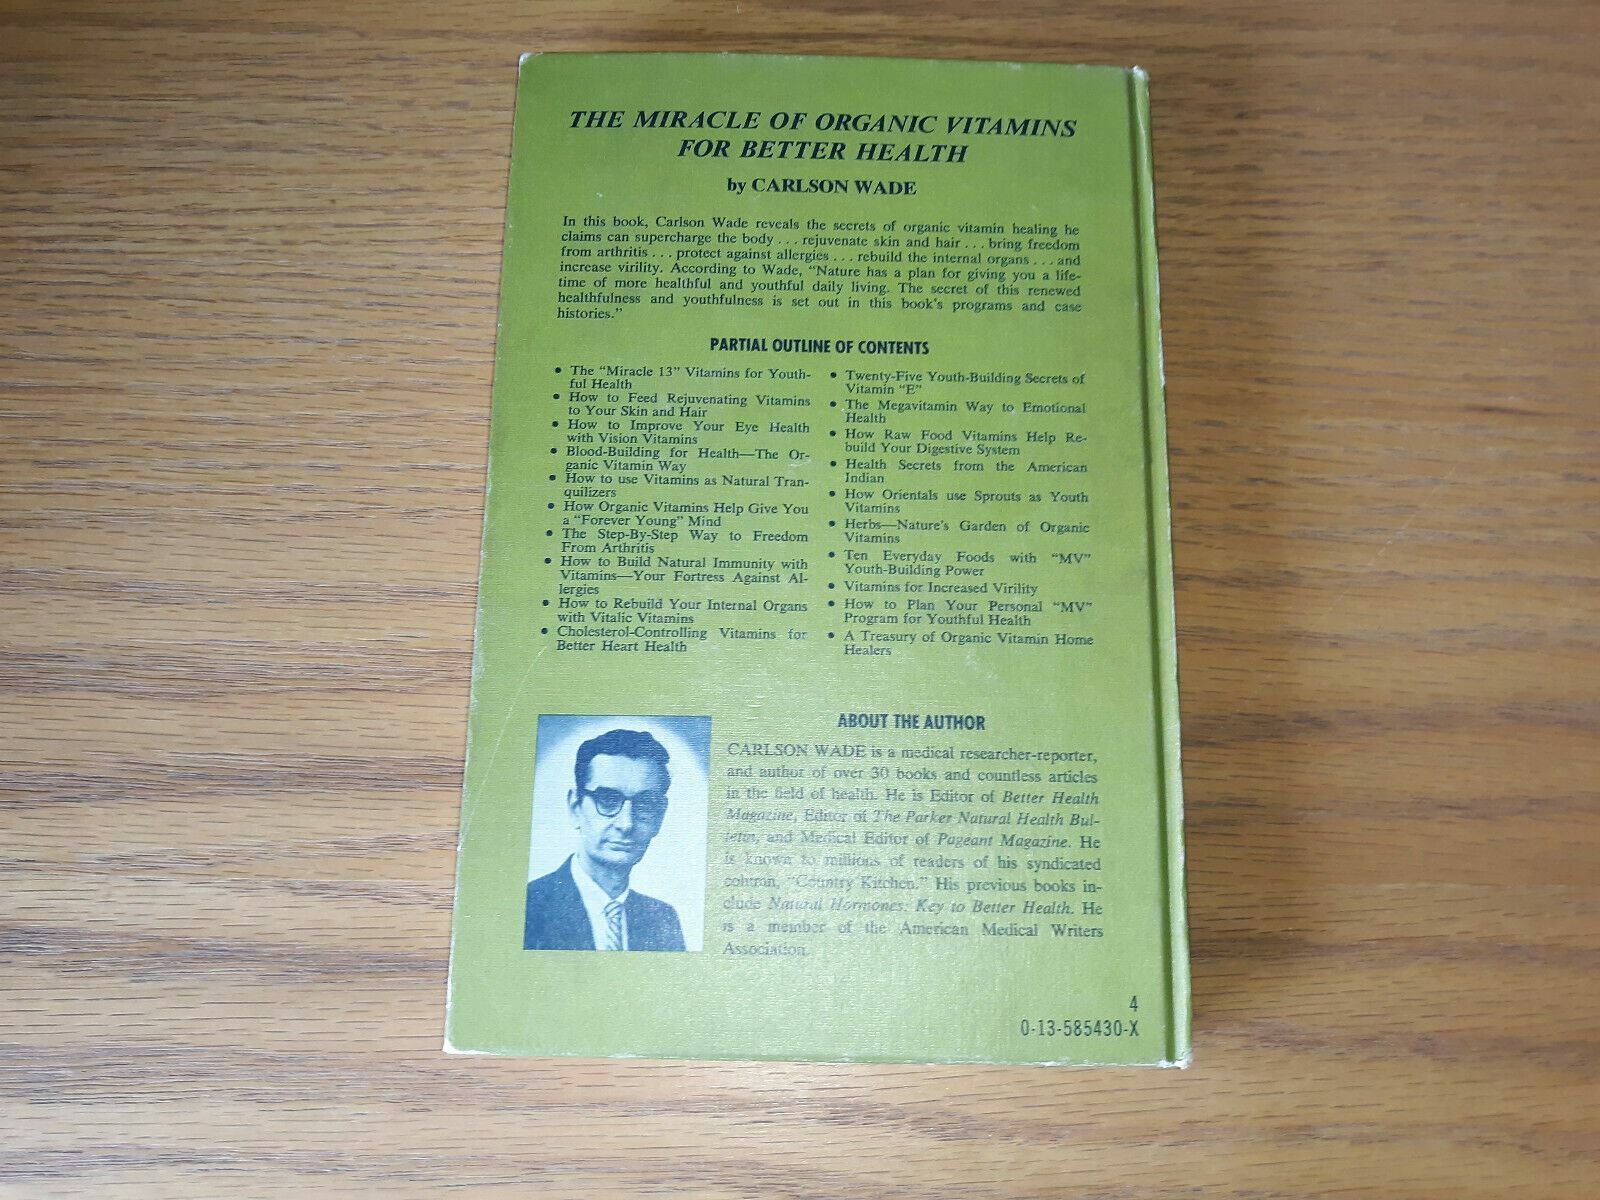 THE MIRACLE OF ORGANIC VITAMINS
FOR BETTER HEALTH
by CARLSON WADE
In this book, Carlson Wade reveals the secrets of organic vitamin healing he
claims can supercharge the body . . . rejuvenate skin and hair . . . bring freedom
from arthritis . . . protect against allergies . . . rebuild the internal organs . . . and
increase virility. According to Wade, "Nature has a plan for giving you a life-
time of more healthful and youthful daily living. The secret of this renewed
healthfulness and youthfulness is set out in this book's programs and case
histories."
PARTIAL OUTLINE OF CONTENTS
• The "Miracle 13" Vitamins for Youth-
ful Health
• How to Feed Rejuvenating Vitamins
to Your Skin and Hair
• How to Improve Your Eye Health
with Vision Vitamins
• Blood-Building for Health—The Or-
ganic Vitamin Way
• How to use Vitamins as Natural Tran-
quilizers
• How Organic Vitamins Help Give You
a "Forever Young" Mind
• The Step-By-Step Way to Freedom
From Arthritis
• How to Build Natural Immunity with
Vitamins—Your Fortress Against Al-
lergies
• How to Rebuild Your Internal Organs
with Vitalic Vitamins
• Cholesterol-Controlling Vitamins for
Better Heart Health
• Twenty-Five Youth-Building Secrets of
Vitamin "E"
• The Megavitamin Way to Emotional
Health
• How Raw Food Vitamins Help Re-
build Your Digestive System
• Health Secrets from the American
Indian
• How Orientals use Sprouts as Youth
Vitamins
• Herbs—Nature's Garden of Organic
Vitamins
• Ten Everyday Foods with "MV"
Youth-Building Power
• Vitamins for Increased Virility
• How to Plan Your Personal "MV"
Program for Youthful Health
• A Treasury of Organic Vitamin Home
Healers
ABOUT THE AUTHOR
CARLSON WADE is a medical researcher-reporter,
and author of over 30 books and countless articles
in the field of health. He is Editor of Better Health
Magazine, Editor of The Parker Natural Health Bul-
letin, and Medical Editor of Pageant Magazine. He
is known to millions of readers of his syndicated
column, "Country Kitchen." His previous books in-
clude Natural Hormones: Key to Better Health. He
is a member of the American Medical Writers
Association.
4
0-13-585430-X